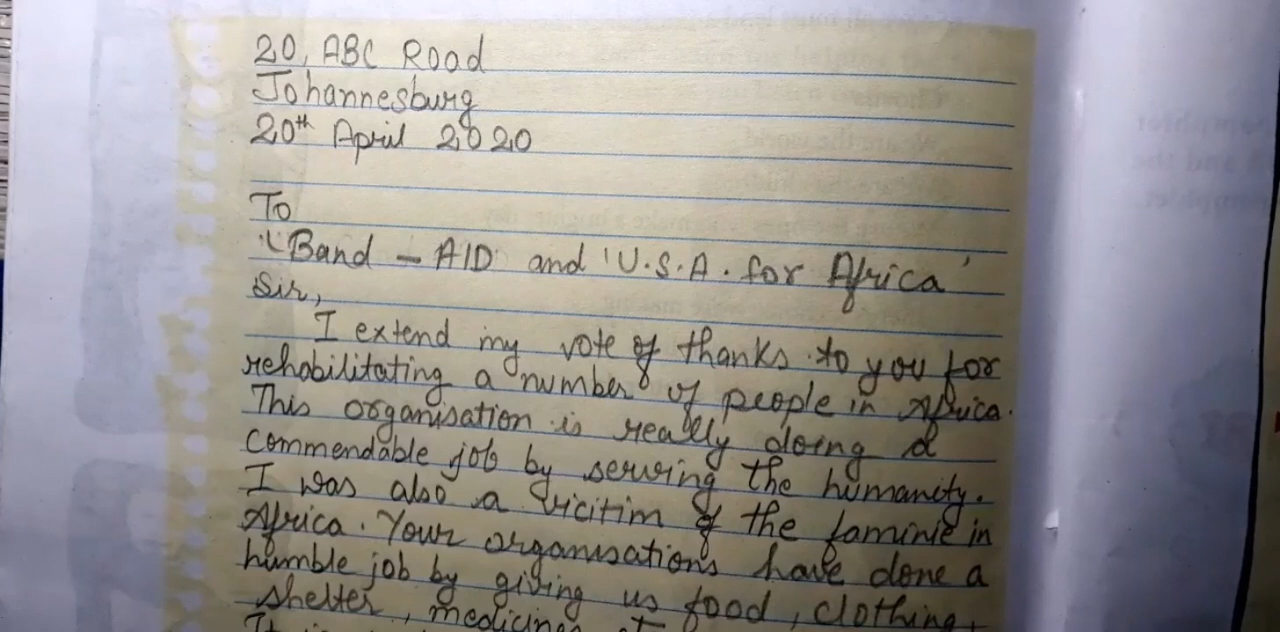 20, ABC Road
Johannesburg
20th April 2020
To
'Band - AID and 'U.S.A. for Africa'
Sir,
I extend my vote of thanks to you for
rehabilitating a number of people in Africa.
This organisation is really doing a
commendable job by serving the humanity.
I was also a vicitim of the faminie in
Africa. Your organisations have done a
humble job by giving us food, clothing,
shelter, medicines